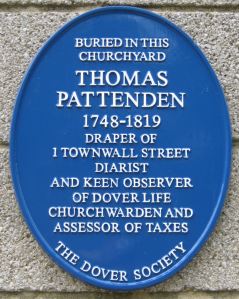 BURIED IN THIS
CHURCHYARD
THOMAS
PATTENDEN
1748-1819
DRAPER OF
1 TOWNWALL STREET
DIARIST
AND KEEN OBSERVER
OF DOVER LIFE
CHURCHWARDEN AND
ASSESSOR OF TAXES
THE DOVER SOCIETY